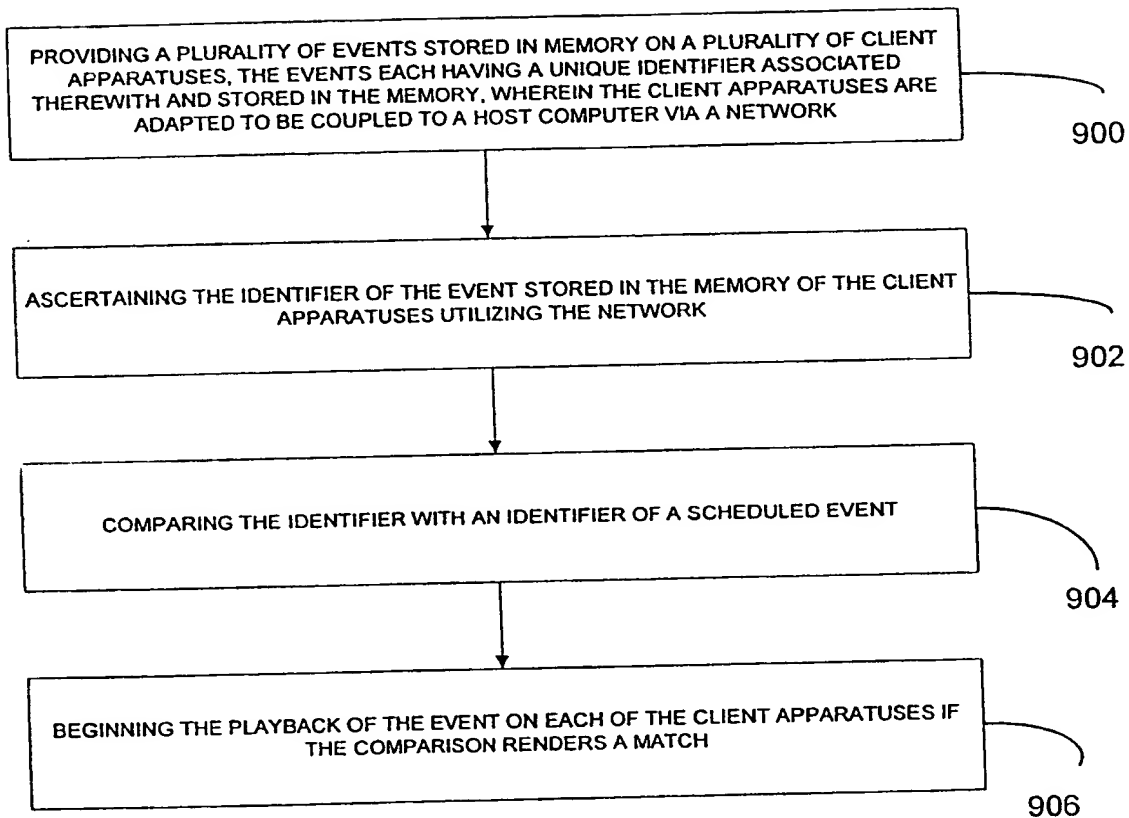 PROVIDING A PLURALITY OF EVENTS STORED IN MEMORY ON A PLURALITY OF CLIENT
APPARATUSES, THE EVENTS EACH HAVING A UNIQUE IDENTIFIER ASSOCIATED
THEREWITH AND STORED IN THE MEMORY, WHEREIN THE CLIENT APPARATUSES ARE
ADAPTED TO BE COUPLED TO A HOST COMPUTER VIA A NETWORK
900
ASCERTAINING THE IDENTIFIER OF THE EVENT STORED IN THE MEMORY OF THE CLIENT
APPARATUSES UTILIZING THE NETWORK
902
COMPARING THE IDENTIFIER WITH AN IDENTIFIER OF A SCHEDULED EVENT
904
BEGINNING THE PLAYBACK OF THE EVENT ON EACH OF THE CLIENT APPARATUSES IF
THE COMPARISON RENDERS A MATCH
906